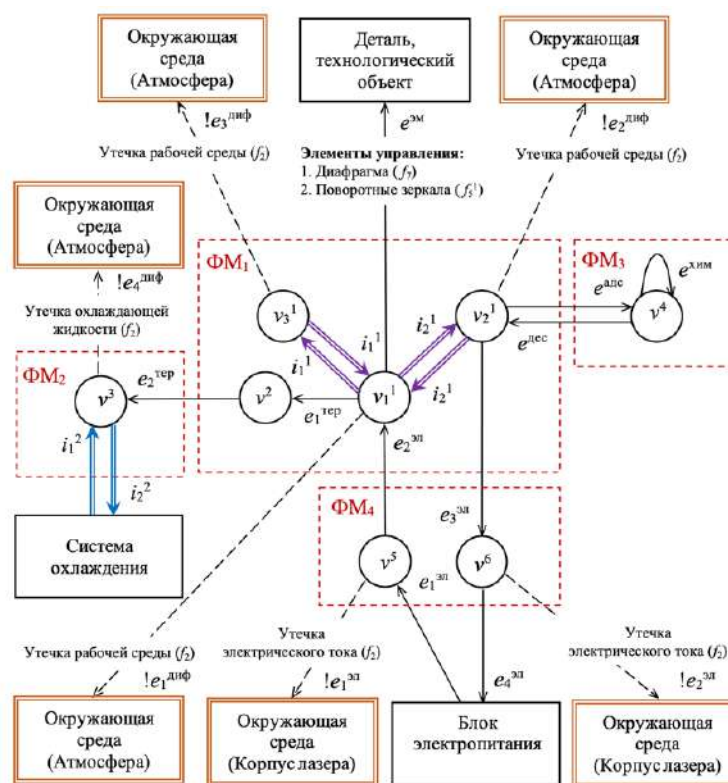 Окружающая
среда
(Атмосфера)
Деталь,
технологический
объект
Окружающая
среда
(Атмосфера)
!e₃ᵈⁱᶠ
eᵉᵐ
!e₂ᵈⁱᶠ
Утечка рабочей среды (f₂)
Элементы управления:
1. Диафрагма (f₇)
2. Поворотные зеркала (f₅¹)
Утечка рабочей среды (f₂)
Окружающая
среда
(Атмосфера)
!e₄диф
Утечка охлаждающей
жидкости (f₂)
ФМ₁
ФМ₃
v₃¹
i₁¹
i₁¹
i₂¹
i₂¹
v₂¹
eадс
eдес
eхим
v⁴
ФМ₂
v³
e₂тер
v²
e₁тер
v₁¹
i₁²
i₂²
e₂эл
Система
охлаждения
ФМ₄
v⁵
e₁эл
e₃эл
v⁶
Утечка рабочей среды (f₂)
!e₁диф
Утечка
электрического тока (f₂)
!e₁эл
e₄эл
Утечка
электрического тока (f₂)
!e₂эл
Окружающая
среда
(Атмосфера)
Окружающая
среда
(Корпус лазера)
Блок
электропитания
Окружающая
среда
(Корпус лазера)